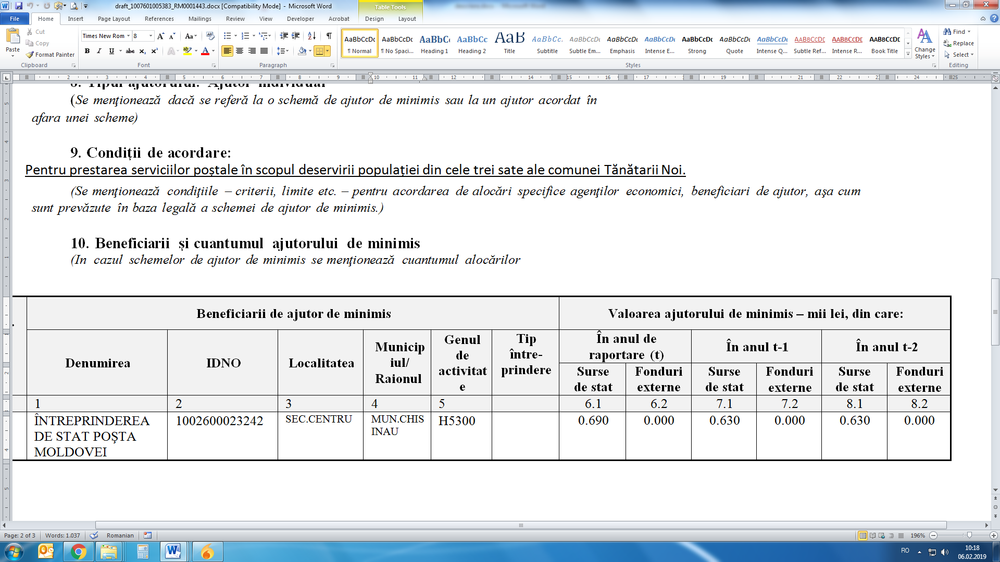 draft_1007601005383_RM0001443.docx [Compatibility Mode] - Microsoft Word
Table Tools
File Home Insert Page Layout References Mailings Review View Developer Acrobat Design Layout
Paste
Cut
Copy
Format Painter
Clipboard
Times New Rom 8
Font
Paragraph
AaBbCcDc AaBbCcDc AaBbCc AaBbCc AaB AaBbCc. AaBbCcDc AaBbCcDc AaBbCcDc AaBbCcDc AaBbCcDc AaBbCcDc AABBCCDE AABBCCDE AABBCCDE
¶ Normal ¶ No Spaci... Heading 1 Heading 2 Title Subtitle Subtle Em... Emphasis Intense E... Strong Quote Intense Q... Subtle Ref... Intense R... Book Title
Change Styles
Styles
Find
Replace
Select
Editing
8. Tipul ajutorului: Ajutor individual
(Se menţionează dacă se referă la o schemă de ajutor de minimis sau la un ajutor acordat în
afara unei scheme)
9. Condiţii de acordare:
Pentru prestarea serviciilor poștale în scopul deservirii populației din cele trei sate ale comunei Tănătarii Noi.
(Se menţionează condiţiile – criterii, limite etc. – pentru acordarea de alocări specifice agenţilor economici, beneficiari de ajutor, aşa cum
sunt prevăzute în baza legală a schemei de ajutor de minimis.)
10. Beneficiarii şi cuantumul ajutorului de minimis
(In cazul schemelor de ajutor de minimis se menţionează cuantumul alocărilor
Beneficiarii de ajutor de minimis
Valoarea ajutorului de minimis – mii lei, din care:
Denumirea
IDNO
Localitatea
Municip
iul/
Raionul
Genul
de
activitat
e
Tip
între-
prindere
În anul de
raportare (t)
În anul t-1
În anul t-2
Surse
de stat
Fonduri
externe
Surse
de stat
Fonduri
externe
Surse
de stat
Fonduri
externe
1 2 3 4 5 6.1 6.2 7.1 7.2 8.1 8.2
ÎNTREPRINDEREA
DE STAT POŞTA
MOLDOVEI
1002600023242
SEC.CENTRU
MUN.CHIS
INAU
H5300
0.690 0.000 0.630 0.000 0.630 0.000
Page: 2 of 3 Words: 1.037 Romanian 196%
RO
10:18
06.02.2019